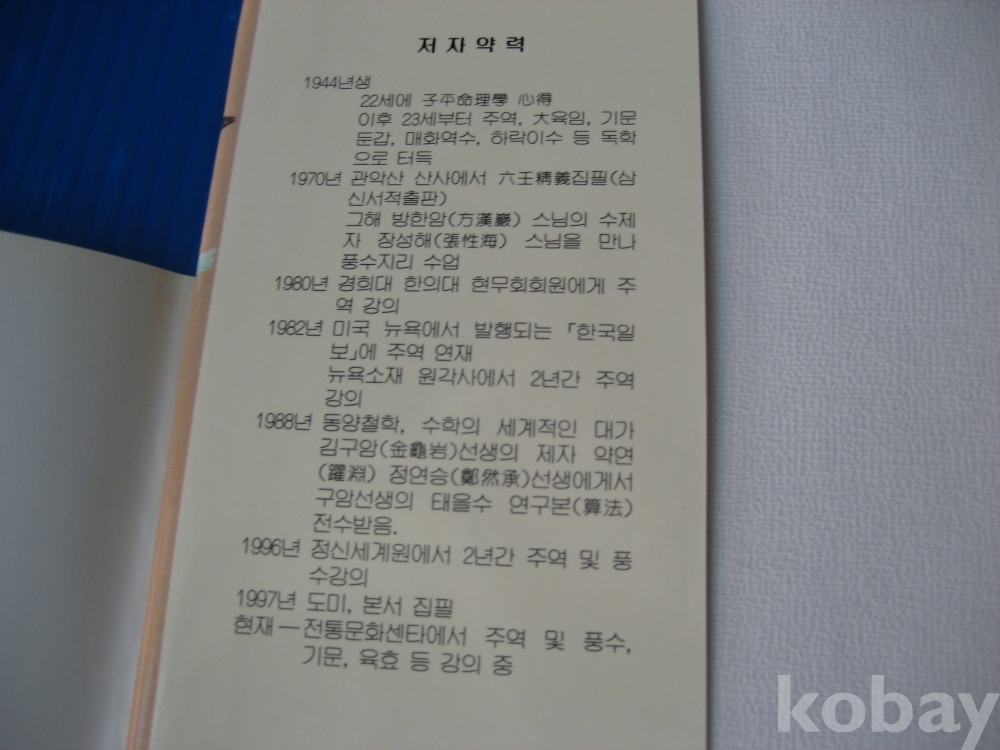 저자약력
1944년생
22세에 子平命理學 心得
이후 23세부터 주역, 大육임, 기문
둔갑, 매화역수, 하락이수 등 독학
으로 터득
1970년 관악산 산사에서 六壬精義집필(삼
신서적출판)
그해 방한암(方漢巖) 스님의 수제
자 장성해(張性海) 스님을 만나
풍수지리 수업
1980년 경희대 한의대 현무회회원에게 주
역 강의
1982년 미국 뉴욕에서 발행되는 「한국일
보」에 주역 연재
뉴욕소재 원각사에서 2년간 주역
강의
1988년 동양철학, 수학의 세계적인 대가
김구암(金龜岩)선생의 제자 약연
(躍淵) 정연승(鄭然承)선생에게서
구암선생의 태을수 연구본(算法)
전수받음.
1996년 정신세계원에서 2년간 주역 및 풍
수강의
1997년 도미, 본서 집필
현재 ― 전통문화센타에서 주역 및 풍수,
기문, 육효 등 강의 중
kobay